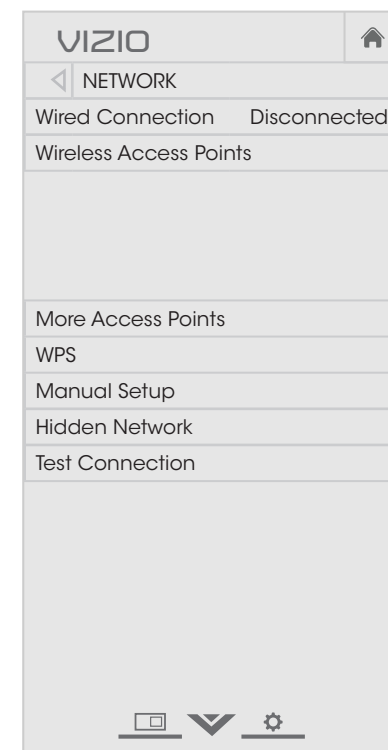 VIZIO
NETWORK
Wired Connection Disconnected
Wireless Access Points
More Access Points
WPS
Manual Setup
Hidden Network
Test Connection